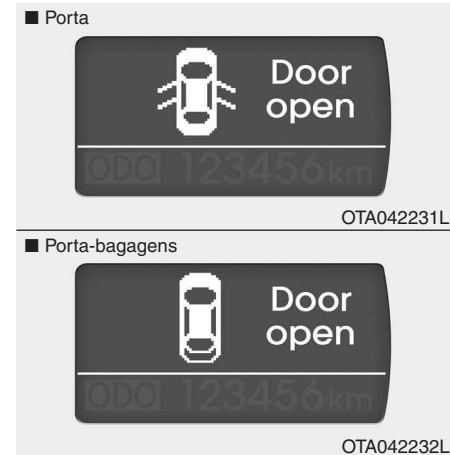 ■ Porta
Door
open
ODO 123456km
OTA042231L
■ Porta-bagagens
Door
open
ODO 123456km
OTA042232L